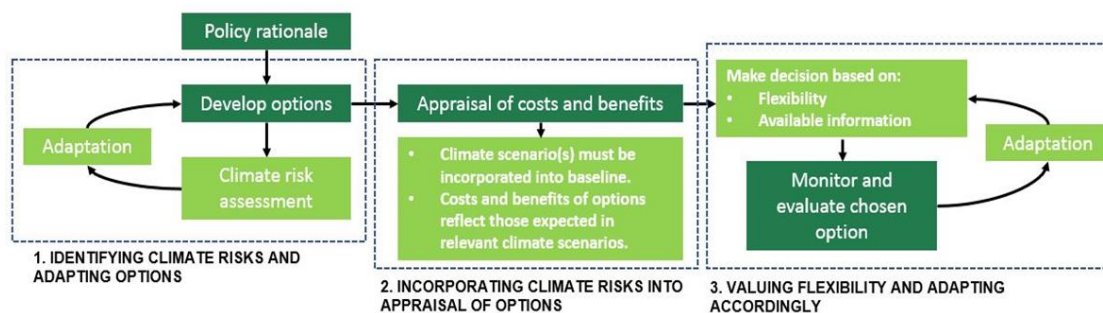 Policy rationale
Develop options
Adaptation
Climate risk
assessment
1. IDENTIFYING CLIMATE RISKS AND
ADAPTING OPTIONS
Appraisal of costs and benefits
• Climate scenario(s) must be
incorporated into baseline.
• Costs and benefits of options
reflect those expected in
relevant climate scenarios.
2. INCORPORATING CLIMATE RISKS INTO
APPRAISAL OF OPTIONS
Make decision based on:
• Flexibility
• Available information
Adaptation
Monitor and
evaluate chosen
option
3. VALUING FLEXIBILITY AND ADAPTING
ACCORDINGLY